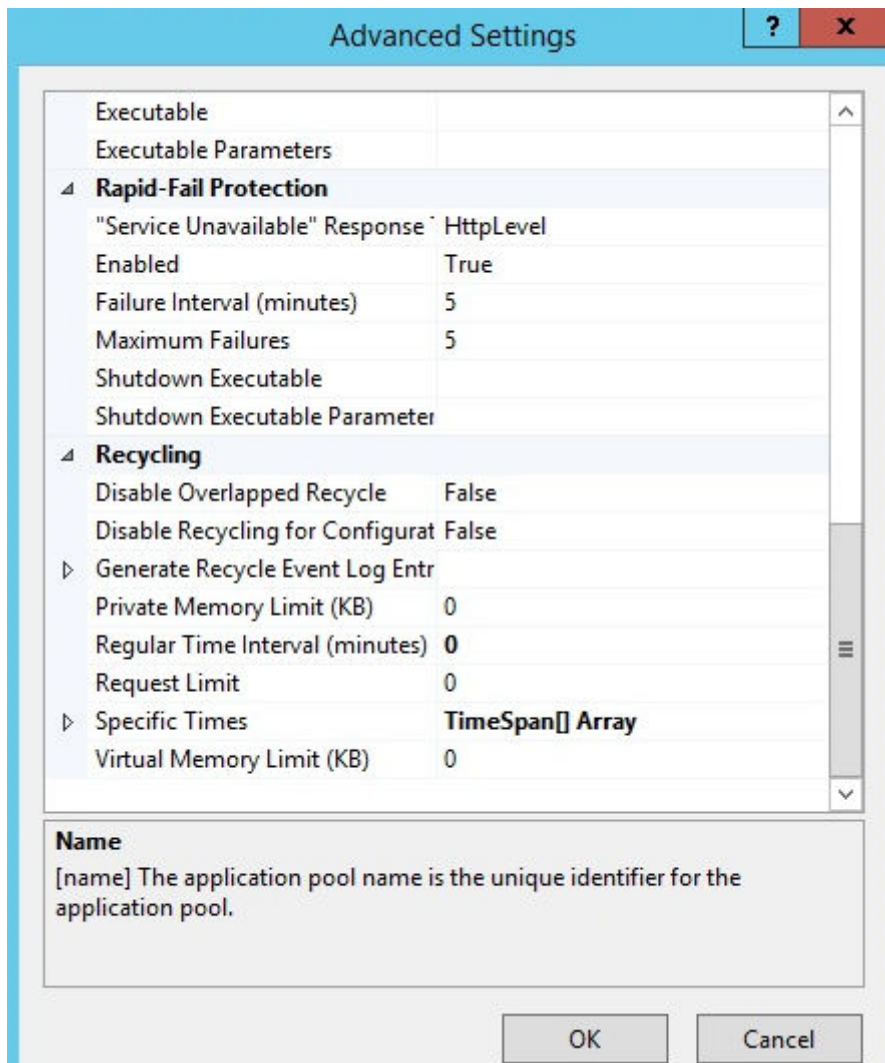 Advanced Settings
?
x
Executable
Executable Parameters
Rapid-Fail Protection
"Service Unavailable" Response T HttpLevel
Enabled True
Failure Interval (minutes) 5
Maximum Failures 5
Shutdown Executable
Shutdown Executable Parameter
Recycling
Disable Overlapped Recycle False
Disable Recycling for Configurat False
Generate Recycle Event Log Entr
Private Memory Limit (KB) 0
Regular Time Interval (minutes) 0
Request Limit 0
Specific Times TimeSpan[] Array
Virtual Memory Limit (KB) 0
Name
[name] The application pool name is the unique identifier for the
application pool.
OK Cancel